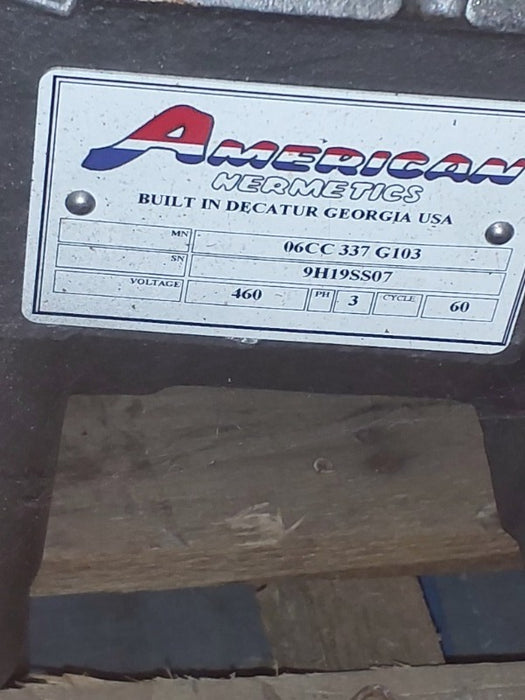 AMERICAN
HERMETICS
BUILT IN DECATUR GEORGIA USA
MN 06CC 337 G103
SN 9H19SS07
VOLTAGE 460 PH 3 CYCLE 60